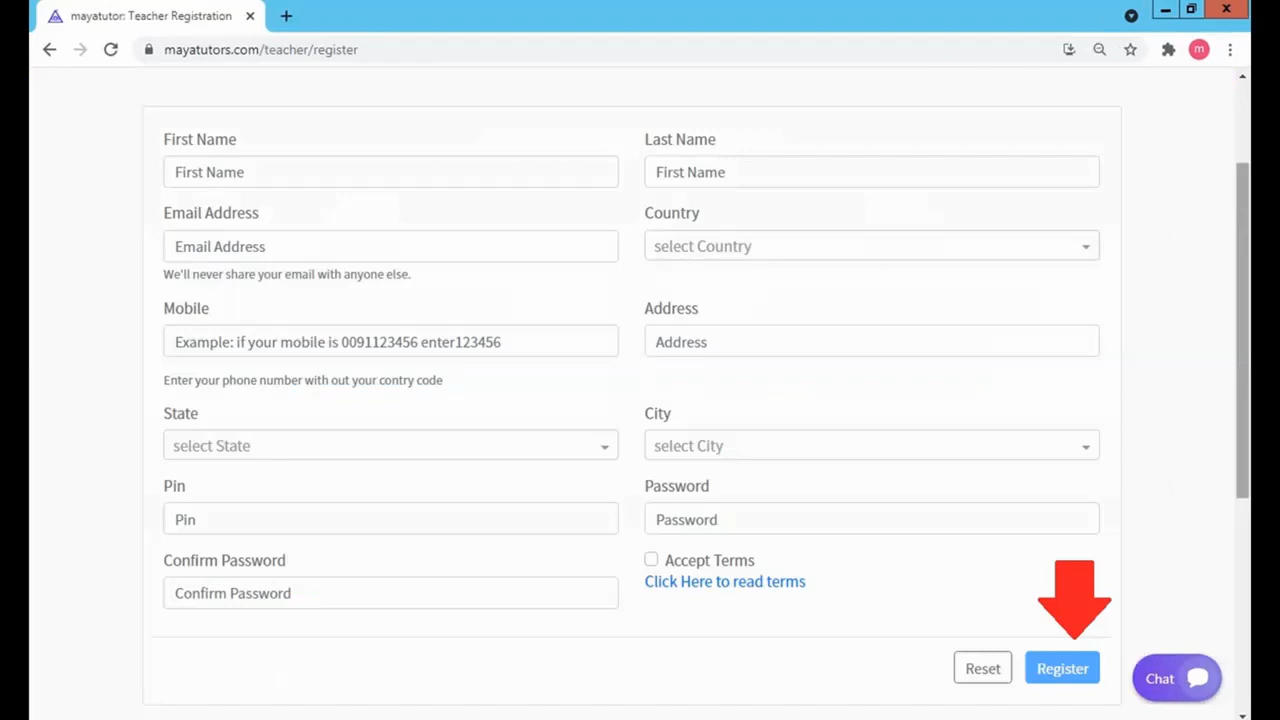 mayatutor: Teacher Registration
mayatutors.com/teacher/register
m
First Name
Last Name
First Name
First Name
Email Address
Country
Email Address
select Country
We'll never share your email with anyone else.
Mobile
Address
Example: if your mobile is 0091123456 enter123456
Address
Enter your phone number with out your contry code
State
City
select State
select City
Pin
Password
Pin
Password
Confirm Password
Accept Terms
Click Here to read terms
Confirm Password
Reset
Register
Chat